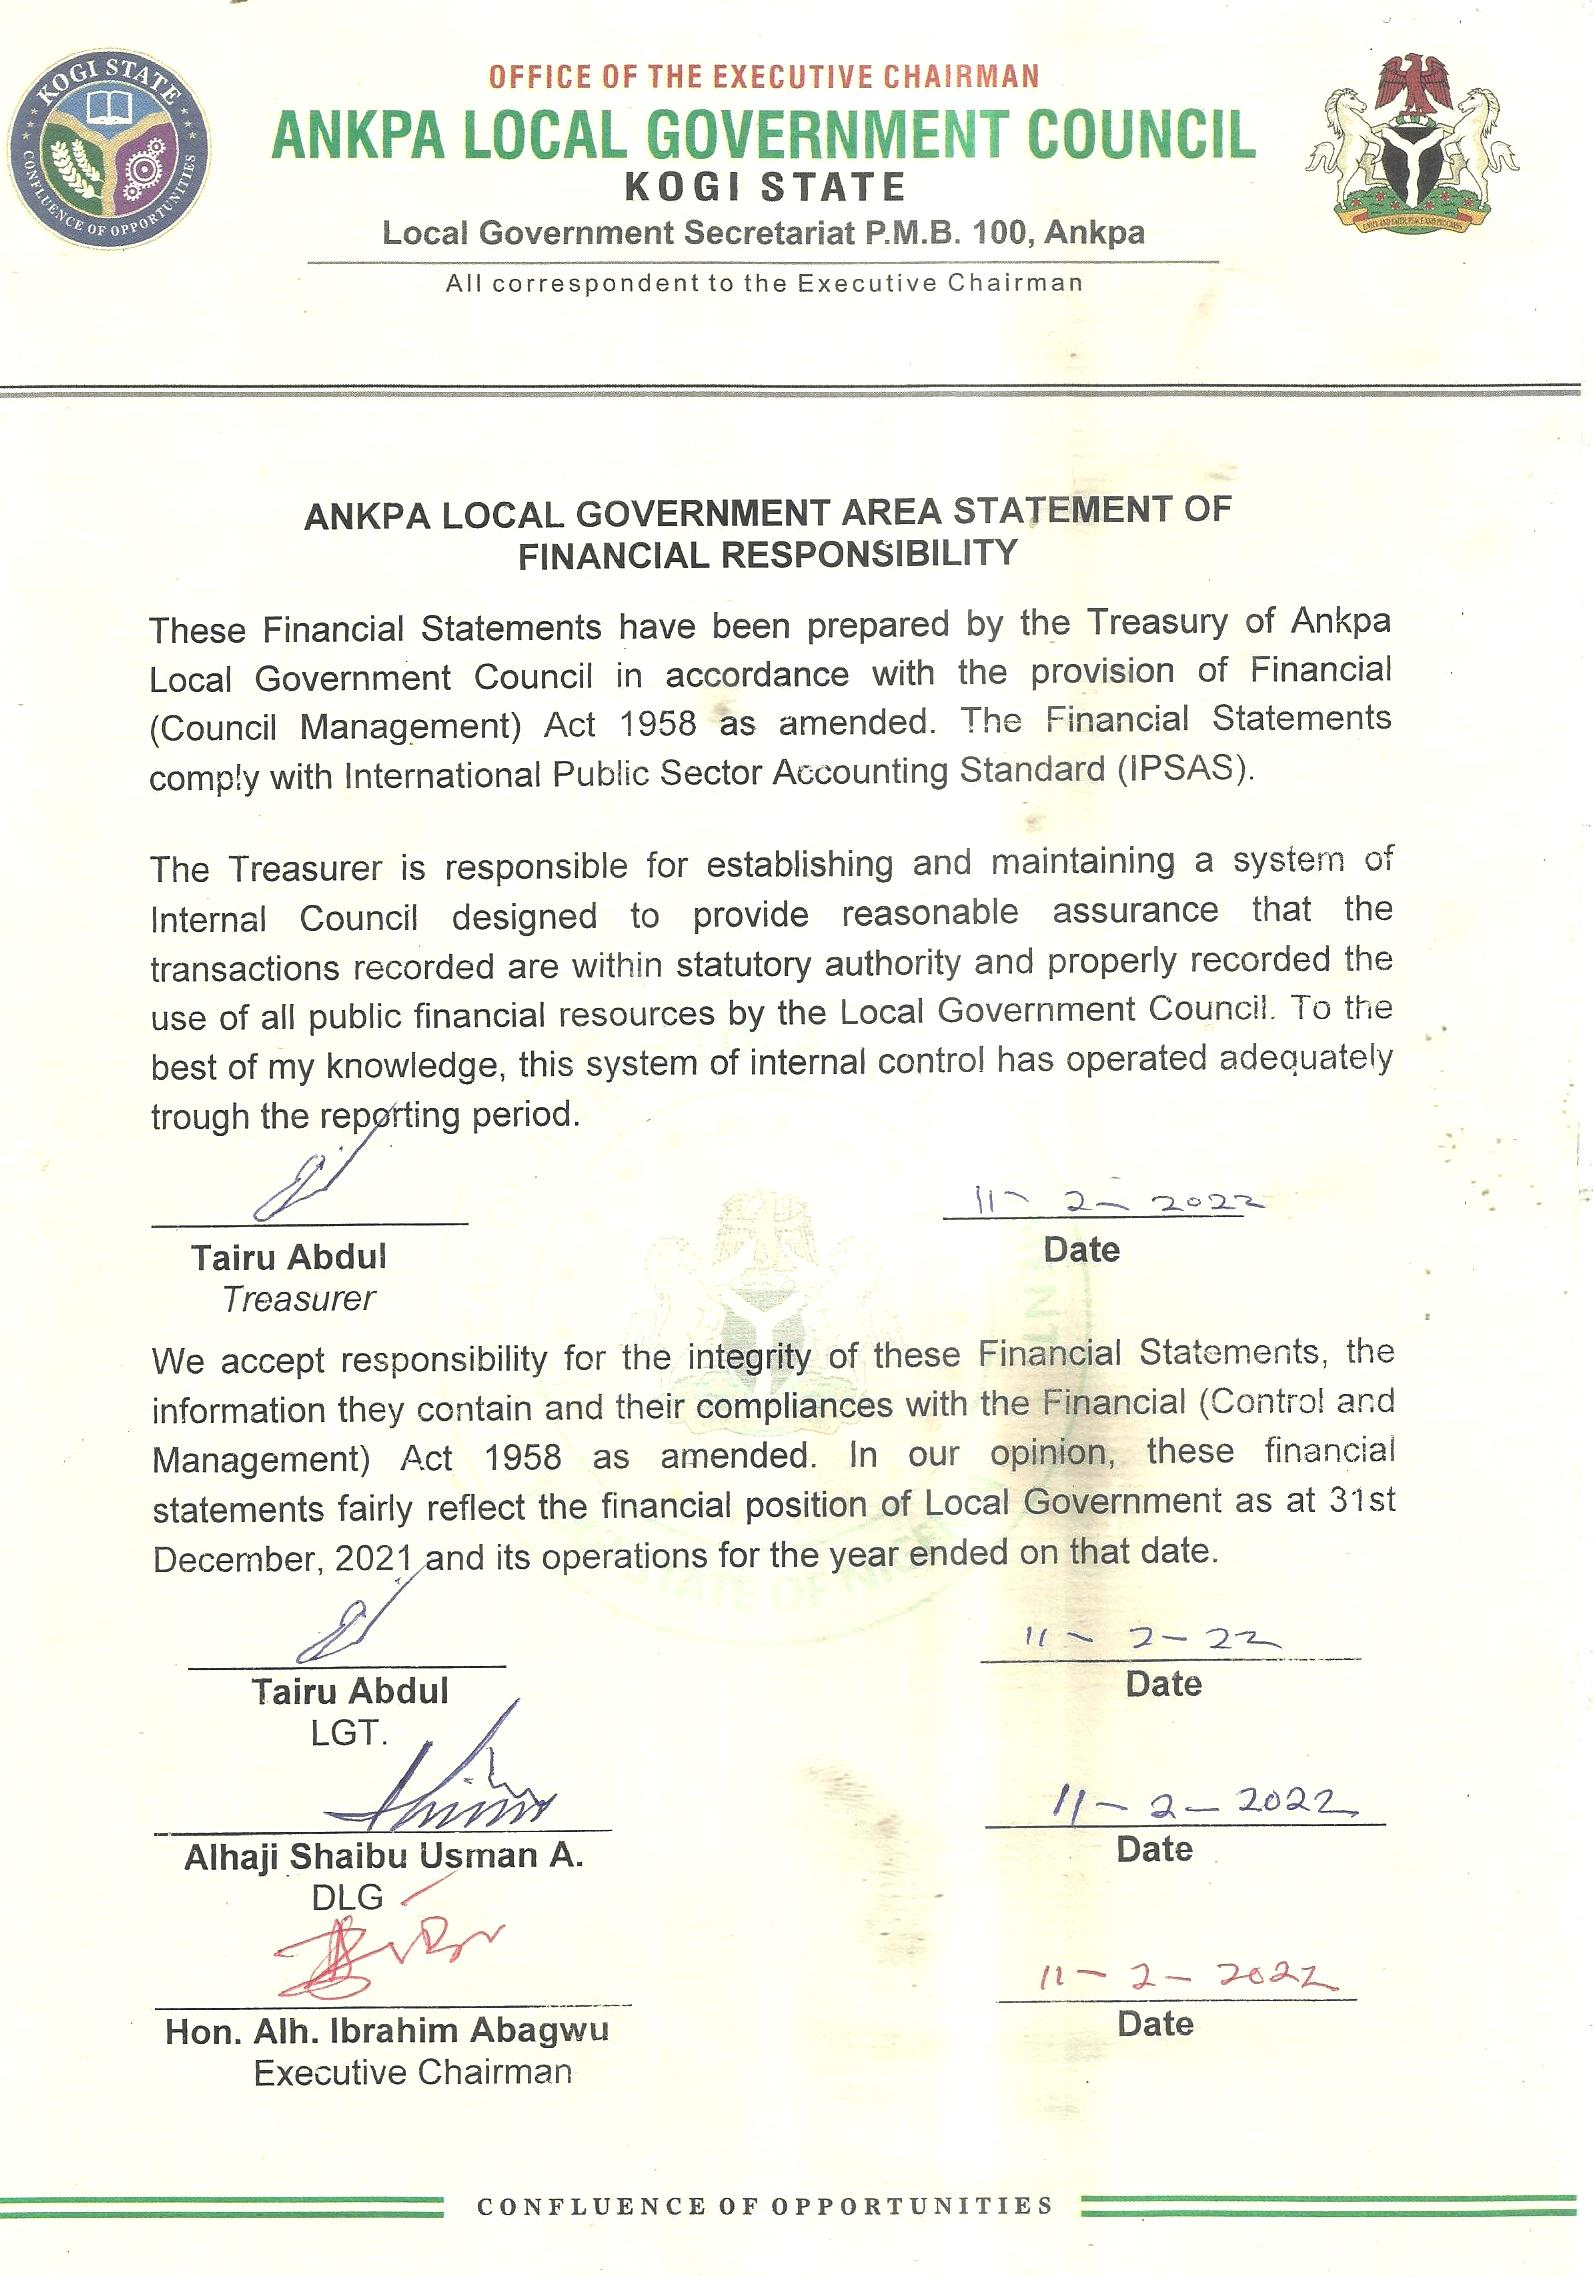 KOGI STATE
CONFLUENCE OF OPPORTUNITIES
OFFICE OF THE EXECUTIVE CHAIRMAN
ANKPA LOCAL GOVERNMENT COUNCIL
KOGI STATE
Local Government Secretariat P.M.B. 100, Ankpa
All correspondent to the Executive Chairman
ANKPA LOCAL GOVERNMENT AREA STATEMENT OF
FINANCIAL RESPONSIBILITY
These Financial Statements have been prepared by the Treasury of Ankpa
Local Government Council in accordance with the provision of Financial
(Council Management) Act 1958 as amended. The Financial Statements
comply with International Public Sector Accounting Standard (IPSAS).
The Treasurer is responsible for establishing and maintaining a system of
Internal Council designed to provide reasonable assurance that the
transactions recorded are within statutory authority and properly recorded the
use of all public financial resources by the Local Government Council. To the
best of my knowledge, this system of internal control has operated adequately
trough the reporting period.
11-2-2022
Tairu Abdul
Date
Treasurer
We accept responsibility for the integrity of these Financial Statements, the
information they contain and their compliances with the Financial (Control and
Management) Act 1958 as amended. In our opinion, these financial
statements fairly reflect the financial position of Local Government as at 31st
December, 2021 and its operations for the year ended on that date.
11-2-22
Tairu Abdul
Date
LGT.
11-2-2022
Alhaji Shaibu Usman A.
Date
DLG
11-2-2022
Hon. Alh. Ibrahim Abagwu
Date
Executive Chairman
CONFLUENCE OF OPPORTUNITIES